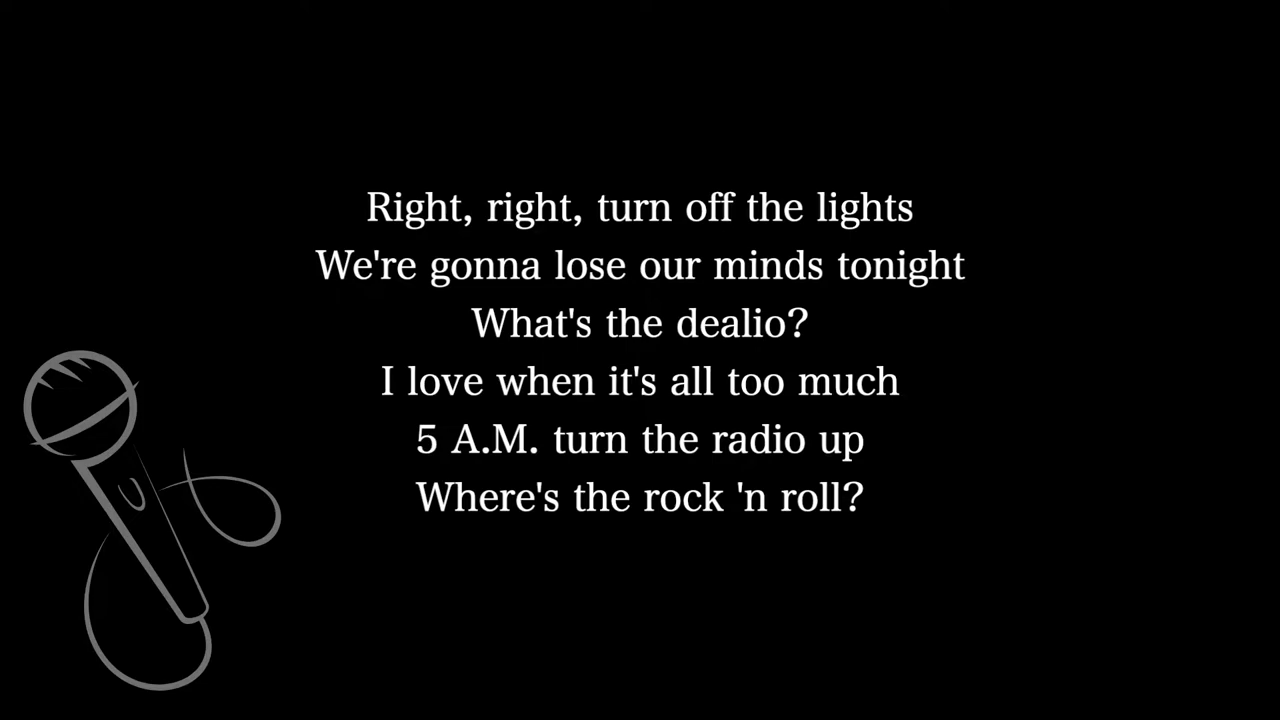 Right, right, turn off the lights
We're gonna lose our minds tonight
What's the dealio?
I love when it's all too much
5 A.M. turn the radio up
Where's the rock 'n roll?